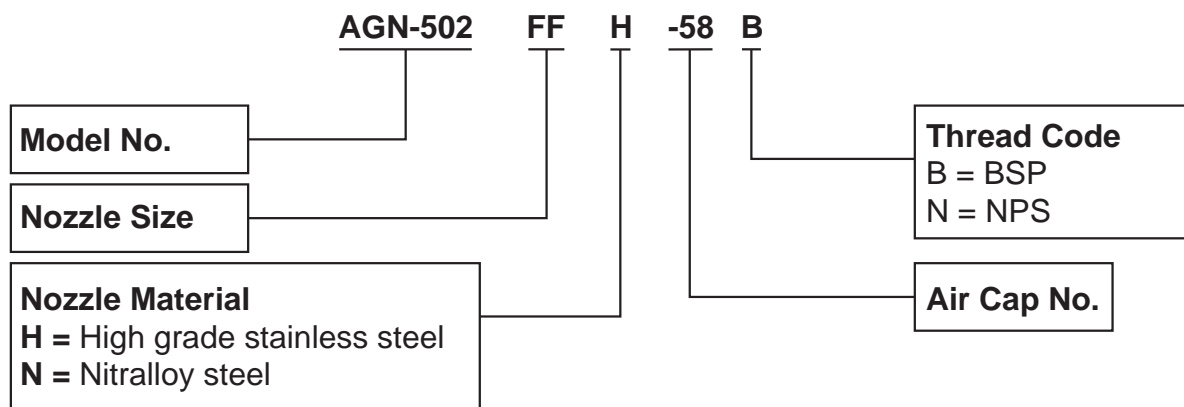 AGN-502 FF H -58 B
Model No.
Nozzle Size
Nozzle Material
H = High grade stainless steel
N = Nitralloy steel
Thread Code
B = BSP
N = NPS
Air Cap No.